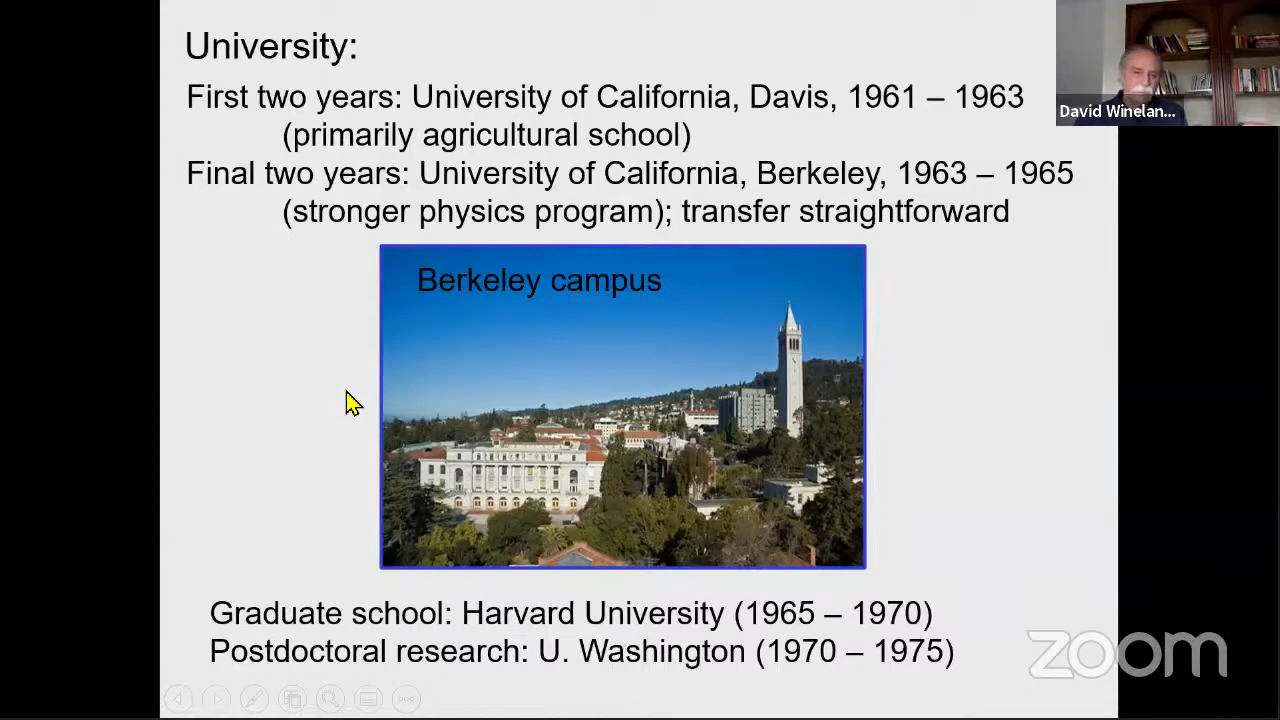 University:
First two years: University of California, Davis, 1961 – 1963
(primarily agricultural school)
Final two years: University of California, Berkeley, 1963 – 1965
(stronger physics program); transfer straightforward
Berkeley campus
Graduate school: Harvard University (1965 – 1970)
Postdoctoral research: U. Washington (1970 – 1975)
David Winelan...
zoom